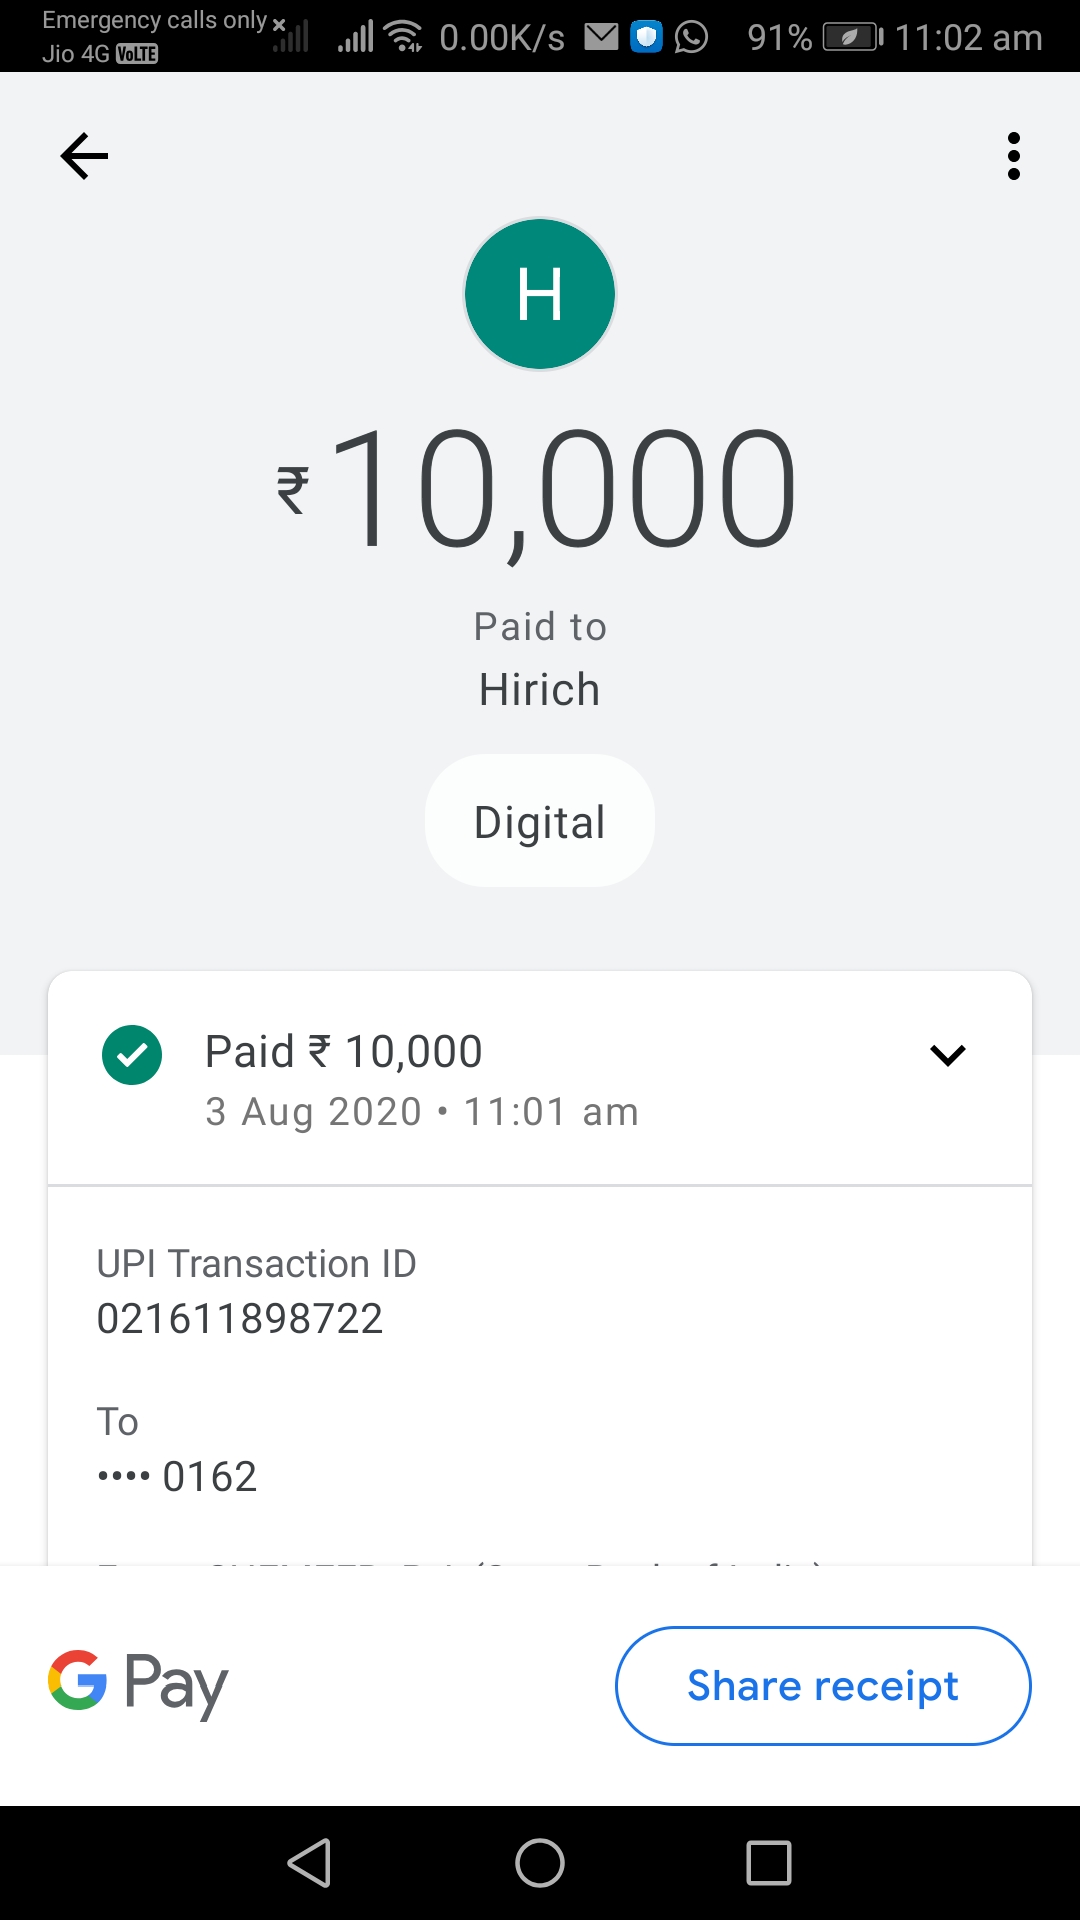 Emergency calls only
Jio 4G VoLTE
0.00K/s 91% 11:02 am
H
₹10,000
Paid to
Hirich
Digital
Paid ₹ 10,000
3 Aug 2020 • 11:01 am
UPI Transaction ID
021611898722
To
•••• 0162
G Pay
Share receipt